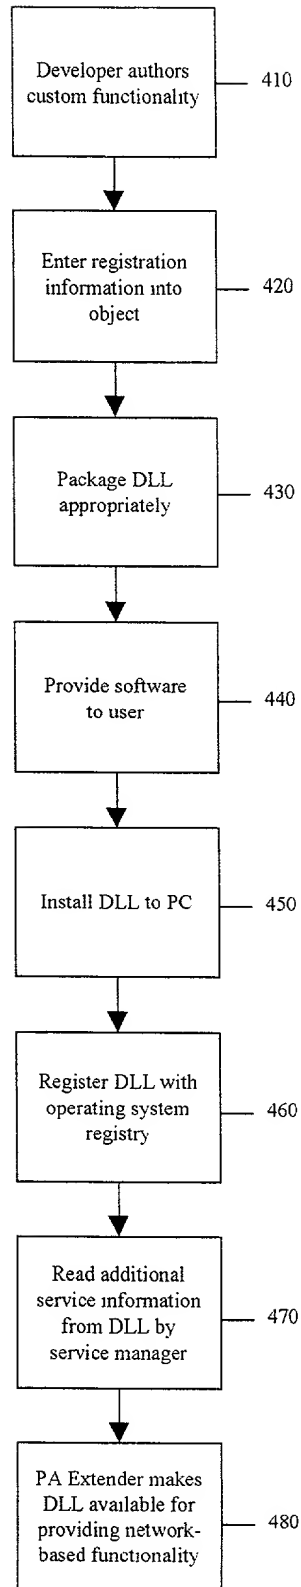 Developer authors
custom functionality
410
Enter registration
information into
object
420
Package DLL
appropriately
430
Provide software
to user
440
Install DLL to PC
450
Register DLL with
operating system
registry
460
Read additional
service information
from DLL by
service manager
470
PA Extender makes
DLL available for
providing network-
based functionality
480